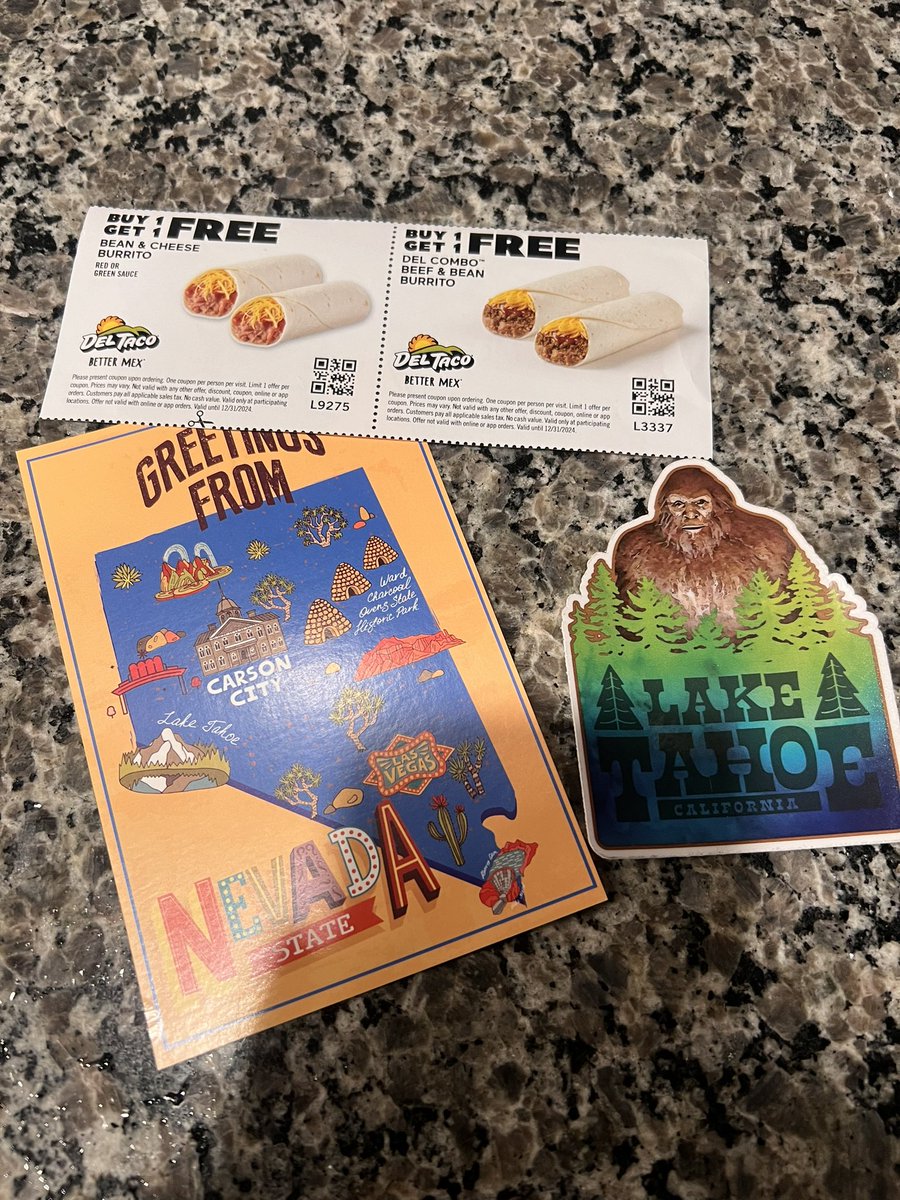 BUY 1
GET 1 FREE
BEAN & CHEESE
BURRITO
RED OR
GREEN SAUCE
DEL TACO
BETTER MEX
Please present coupon upon ordering. One coupon per person per visit. Limit 1 offer per
coupon. Prices may vary. Not valid with any other offer, discount, coupon, online or app
orders. Customers pay all applicable sales tax. No cash value. Valid only at participating
locations. Offer not valid with online or app orders. Valid until 12/31/2024.
L9275
BUY 1
GET 1 FREE
DEL COMBO™
BEEF & BEAN
BURRITO
DEL TACO
BETTER MEX
Please present coupon upon ordering. One coupon per person per visit. Limit 1 offer per
coupon. Prices may vary. Not valid with any other offer, discount, coupon, online or app
orders. Customers pay all applicable sales tax. No cash value. Valid only at participating
locations. Offer not valid with online or app orders. Valid until 12/31/2024.
L3337
GREETINGS
FROM
Ward
Charcoal
Ovens State
Historic Park
CARSON
CITY
Lake Tahoe
LAS
VEGAS
NEVADA
STATE
LAKE
TAHOE
CALIFORNIA